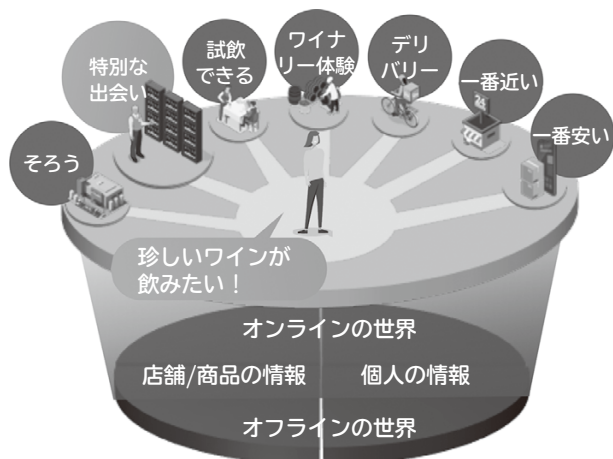 そろう
特別な
出会い
試飲
できる
ワイナ
リー体験
デリ
バリー
24
一番近い
一番安い
珍しいワインが
飲みたい！
オンラインの世界
店舗/商品の情報
個人の情報
オフラインの世界